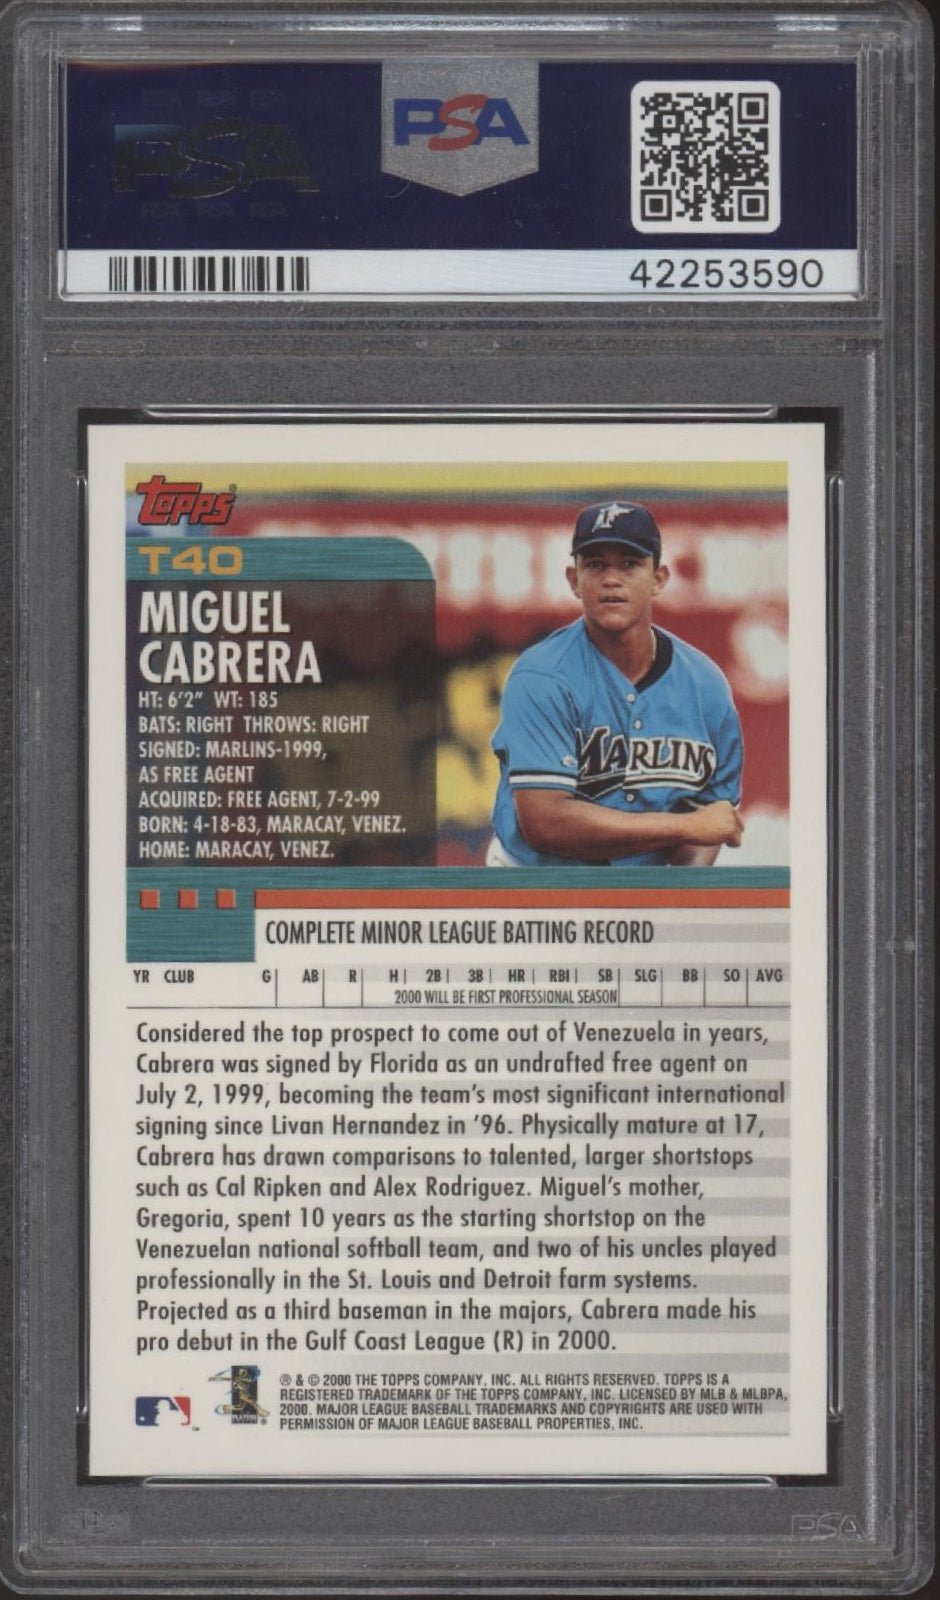 PSA
PSA
42253590
Topps
T40
MIGUEL
CABRERA
HT: 6'2" WT: 185
BATS: RIGHT THROWS: RIGHT
SIGNED: MARLINS-1999,
AS FREE AGENT
ACQUIRED: FREE AGENT, 7-2-99
BORN: 4-18-83, MARACAY, VENEZ.
HOME: MARACAY, VENEZ.
MARLINS
COMPLETE MINOR LEAGUE BATTING RECORD
YR CLUB G AB R H 2B 3B HR RBI SB SLG BB SO AVG
2000 WILL BE FIRST PROFESSIONAL SEASON
Considered the top prospect to come out of Venezuela in years,
Cabrera was signed by Florida as an undrafted free agent on
July 2, 1999, becoming the team's most significant international
signing since Livan Hernandez in '96. Physically mature at 17,
Cabrera has drawn comparisons to talented, larger shortstops
such as Cal Ripken and Alex Rodriguez. Miguel's mother,
Gregoria, spent 10 years as the starting shortstop on the
Venezuelan national softball team, and two of his uncles played
professionally in the St. Louis and Detroit farm systems.
Projected as a third baseman in the majors, Cabrera made his
pro debut in the Gulf Coast League (R) in 2000.
® & © 2000 THE TOPPS COMPANY, INC. ALL RIGHTS RESERVED. TOPPS IS A
REGISTERED TRADEMARK OF THE TOPPS COMPANY, INC. LICENSED BY MLB & MLBPA,
2000. MAJOR LEAGUE BASEBALL TRADEMARKS AND COPYRIGHTS ARE USED WITH
PERMISSION OF MAJOR LEAGUE BASEBALL PROPERTIES, INC.
PSA